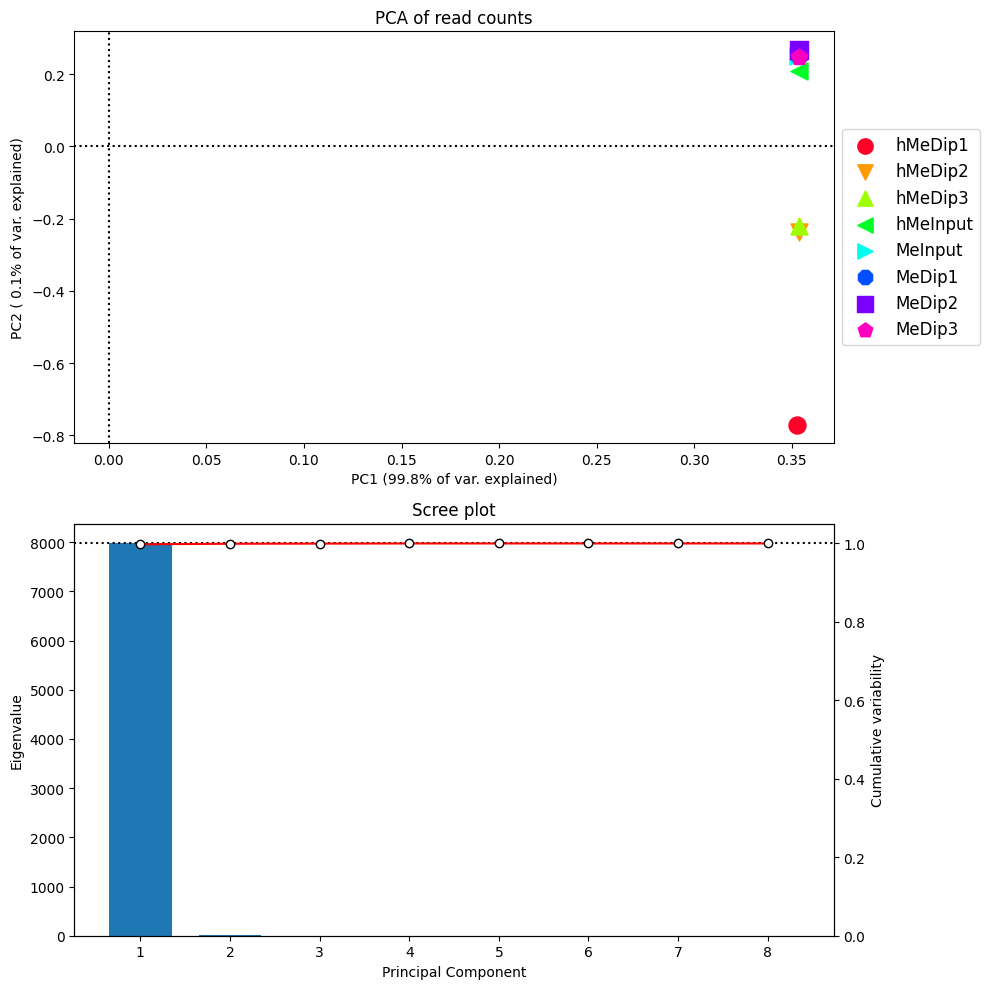 PCA of read counts
0.2
0.0
−0.2
−0.4
−0.6
−0.8
PC2 ( 0.1% of var. explained)
0.00 0.05 0.10 0.15 0.20 0.25 0.30 0.35
PC1 (99.8% of var. explained)
hMeDip1
hMeDip2
hMeDip3
hMeInput
MeInput
MeDip1
MeDip2
MeDip3
Scree plot
8000
7000
6000
5000
4000
3000
2000
1000
0
Eigenvalue
1 2 3 4 5 6 7 8
Principal Component
1.0
0.8
0.6
0.4
0.2
0.0
Cumulative variability